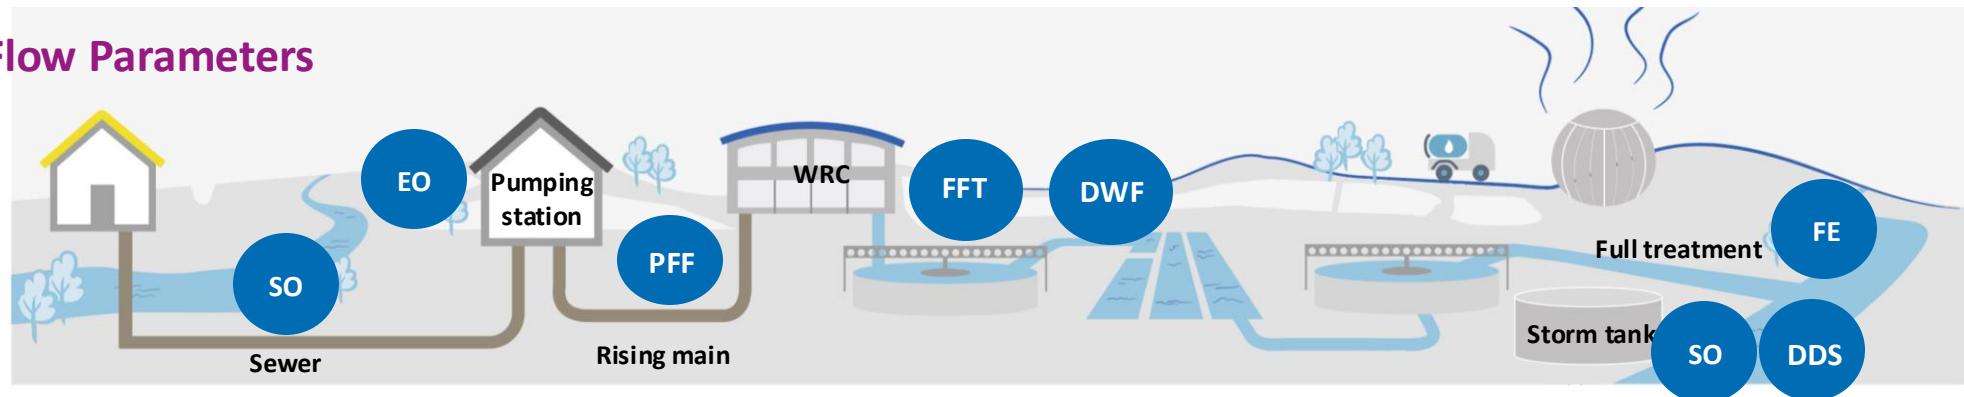 Flow Parameters
EO
Pumping
station
WRC
FFT
DWF
FE
SO
PFF
Full treatment
Storm tank
SO
DDS
Sewer
Rising main